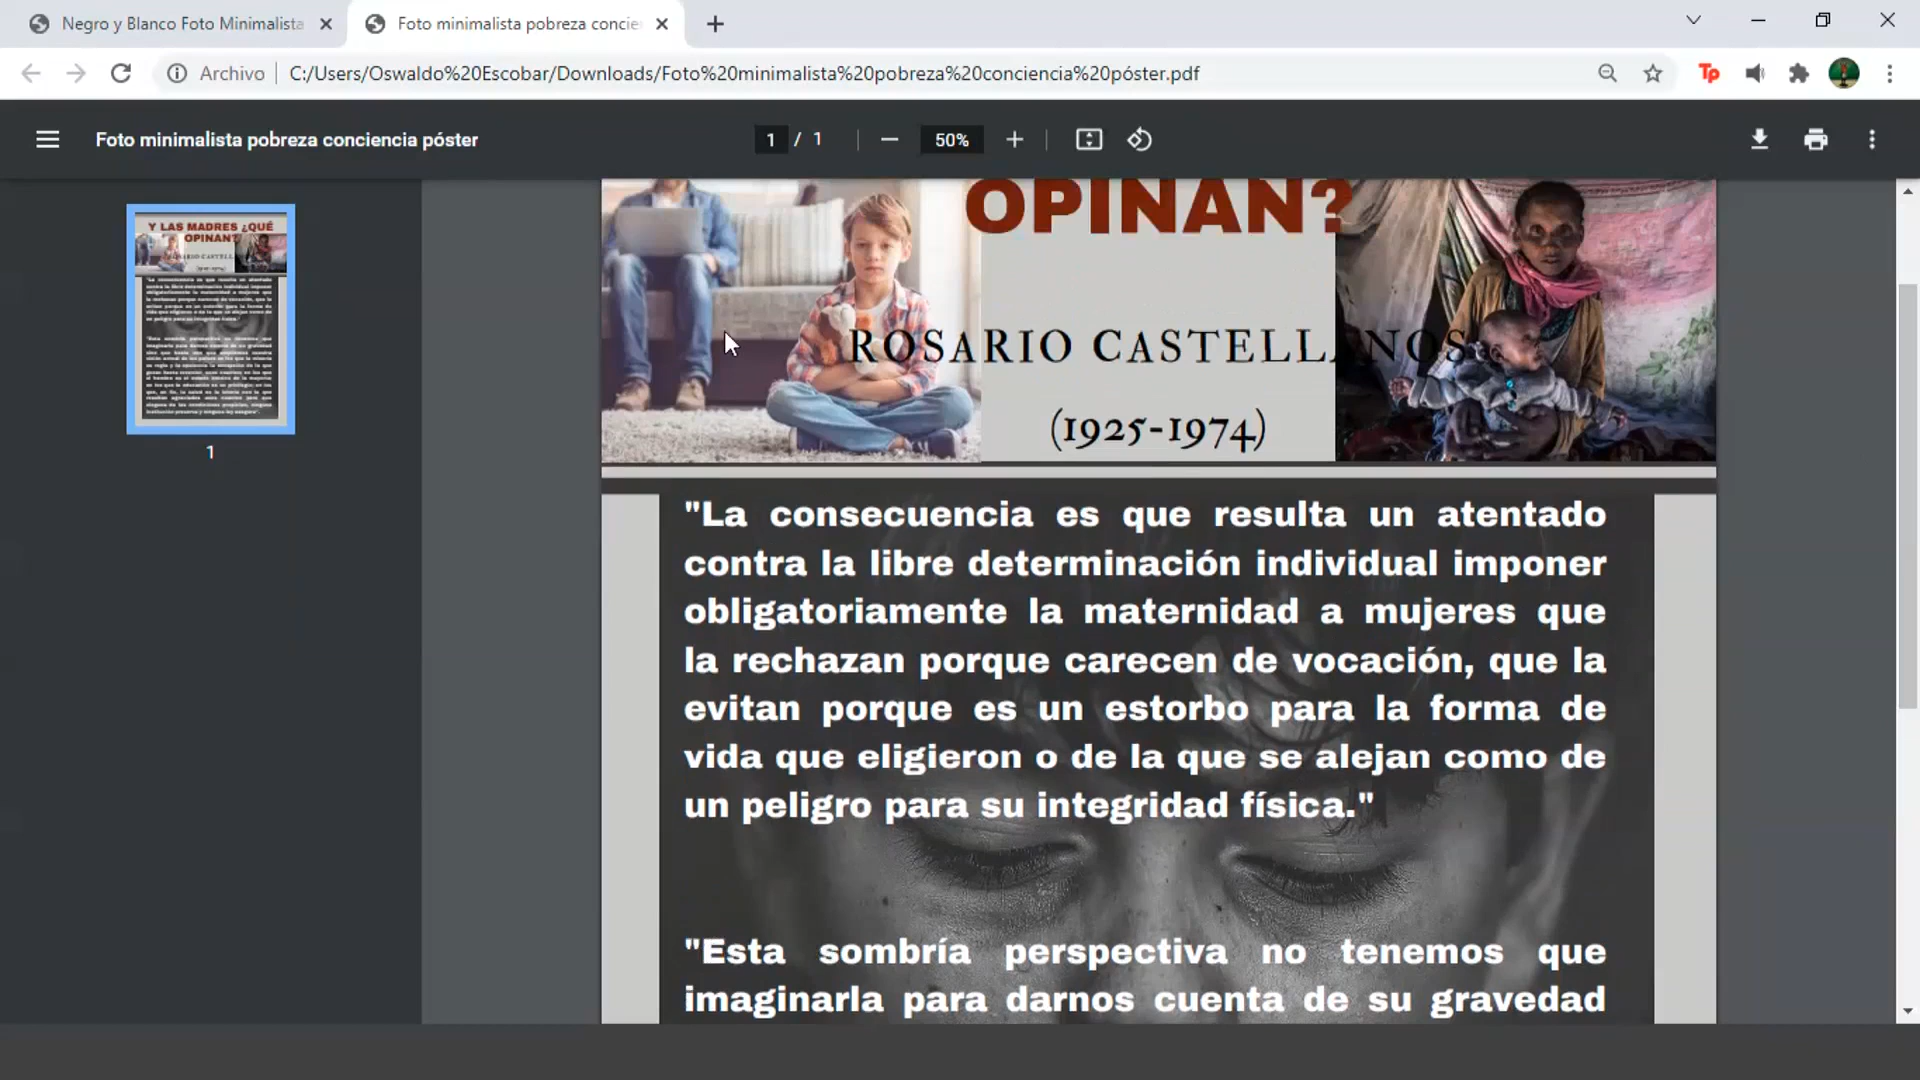 Negro y Blanco Foto Minimalista
Foto minimalista pobreza concie
Archivo
C:/Users/Oswaldo%20Escobar/Downloads/Foto%20minimalista%20pobreza%20conciencia%20póster.pdf
Tp
Foto minimalista pobreza conciencia póster
1 / 1
50%
Y LAS MADRES ¿QUÉ
OPINAN?
1
OPINAN?
ROSARIO CASTELLANOS
(1925-1974)
"La consecuencia es que resulta un atentado
contra la libre determinación individual imponer
obligatoriamente la maternidad a mujeres que
la rechazan porque carecen de vocación, que la
evitan porque es un estorbo para la forma de
vida que eligieron o de la que se alejan como de
un peligro para su integridad física."
"Esta sombría perspectiva no tenemos que
imaginarla para darnos cuenta de su gravedad